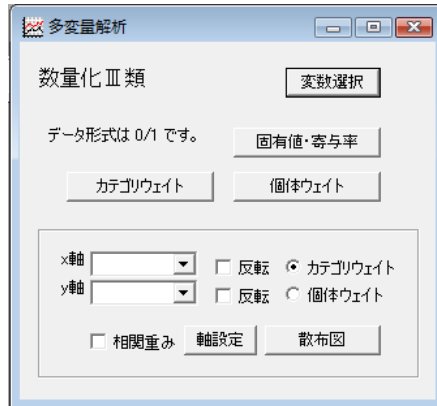 多変量解析
数量化Ⅲ類 変数選択
データ形式は 0/1 です。 固有値・寄与率
カテゴリウェイト 個体ウェイト
x軸 反転 カテゴリウェイト
y軸 反転 個体ウェイト
相関重み 軸設定 散布図